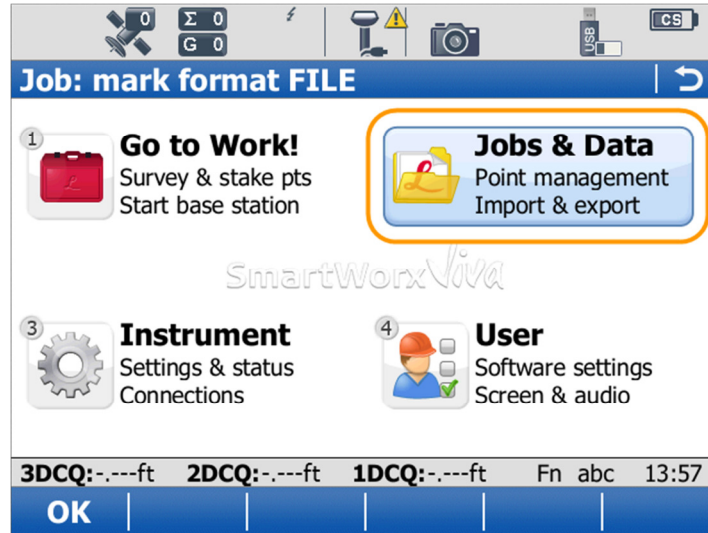 0
Σ 0
G 0
USB
CS
Job: mark format FILE
1
Go to Work!
Survey & stake pts
Start base station
Jobs & Data
Point management
Import & export
SmartWorx Viva
3
Instrument
Settings & status
Connections
4
User
Software settings
Screen & audio
3DCQ:-.---ft 2DCQ:-.---ft 1DCQ:-.---ft Fn abc 13:57
OK